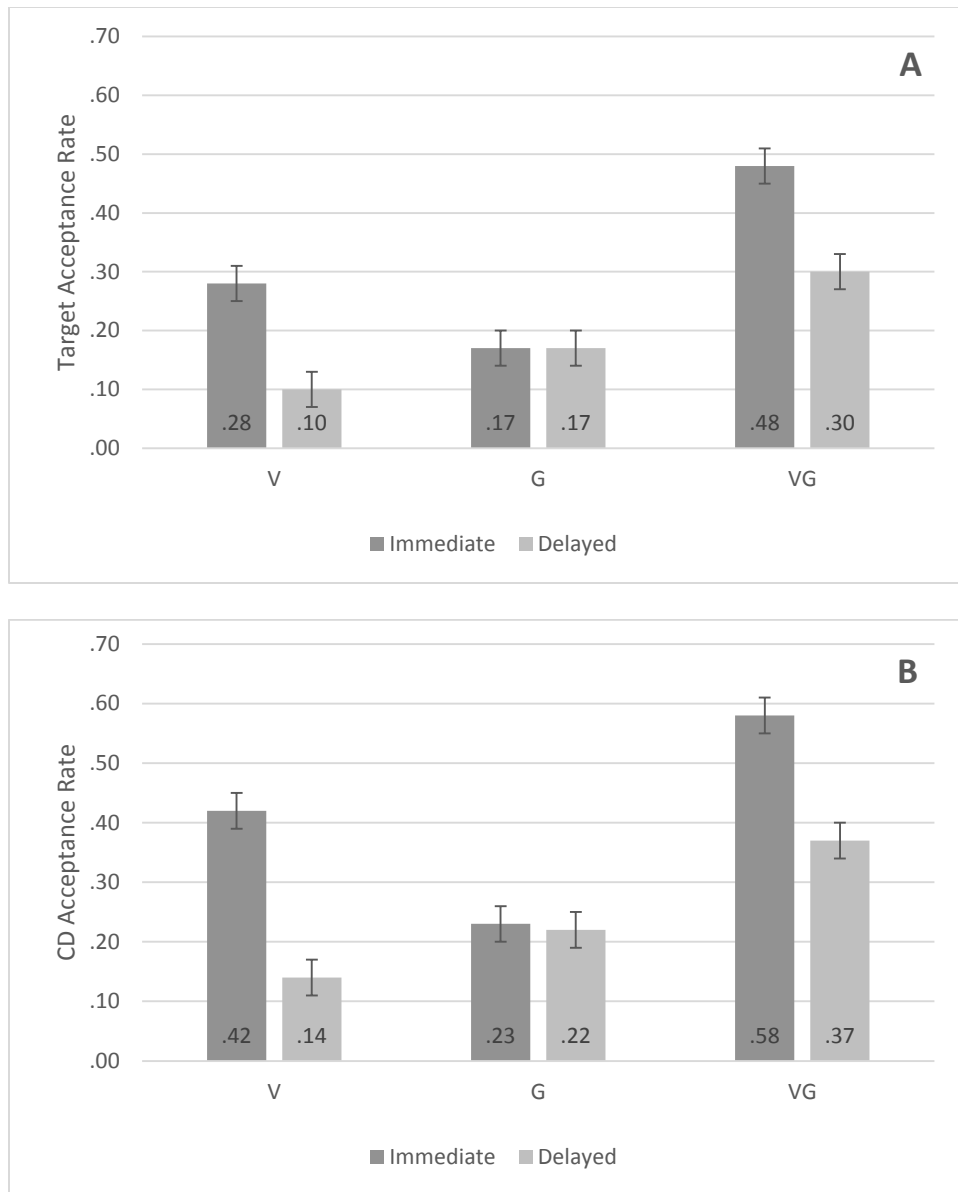 A
Target Acceptance Rate
.70
.60
.50
.40
.30
.20
.10
.00
.28 .10 .17 .17 .48 .30
V G VG
Immediate Delayed
B
CD Acceptance Rate
.70
.60
.50
.40
.30
.20
.10
.00
.42 .14 .23 .22 .58 .37
V G VG
Immediate Delayed